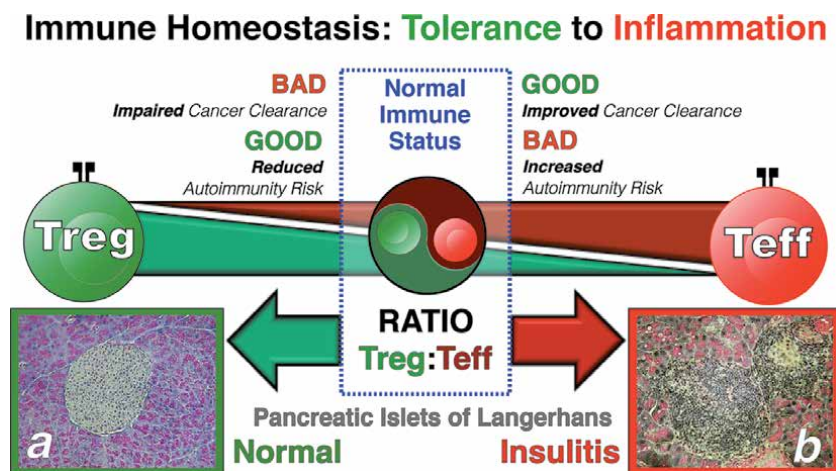 Immune Homeostasis: Tolerance to Inflammation
BAD
Impaired Cancer Clearance
GOOD
Reduced
Autoimmunity Risk
Normal
Immune
Status
GOOD
Improved Cancer Clearance
BAD
Increased
Autoimmunity Risk
Treg
Teff
RATIO
Treg:Teff
Pancreatic Islets of Langerhans
Normal
Insulitis
a
b